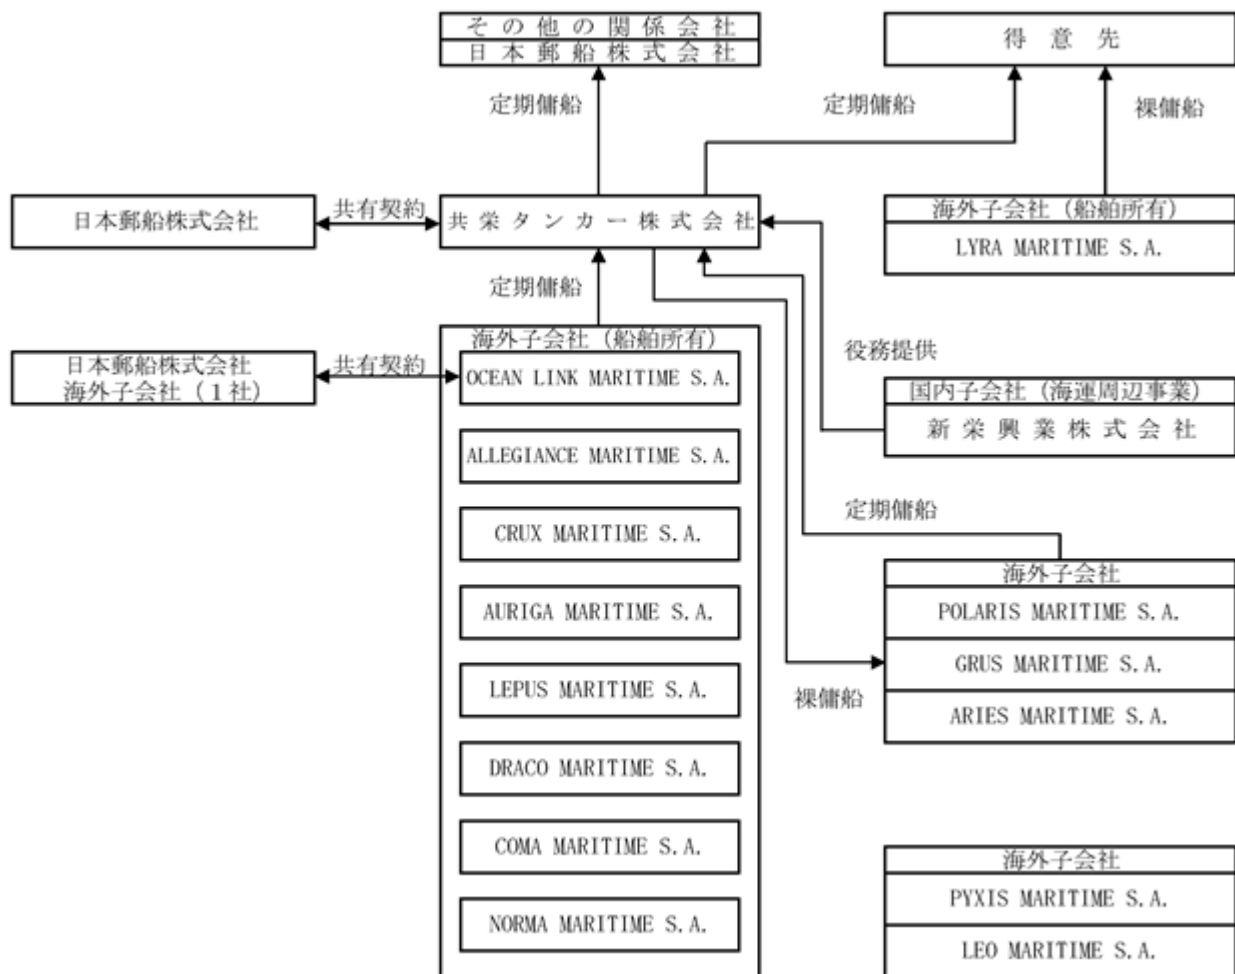 その他の関係会社
日本郵船株式会社
得意先
定期傭船
定期傭船
裸傭船
日本郵船株式会社
共有契約
共栄タンカー株式会社
海外子会社（船舶所有）
LYRA MARITIME S.A.
定期傭船
海外子会社（船舶所有）
日本郵船株式会社
海外子会社（１社）
共有契約
OCEAN LINK MARITIME S.A.
役務提供
国内子会社（海運周辺事業）
新栄興業株式会社
ALLEGIANCE MARITIME S.A.
CRUX MARITIME S.A.
AURIGA MARITIME S.A.
LEPUS MARITIME S.A.
DRACO MARITIME S.A.
COMA MARITIME S.A.
NORMA MARITIME S.A.
定期傭船
海外子会社
POLARIS MARITIME S.A.
GRUS MARITIME S.A.
ARIES MARITIME S.A.
裸傭船
海外子会社
PYXIS MARITIME S.A.
LEO MARITIME S.A.